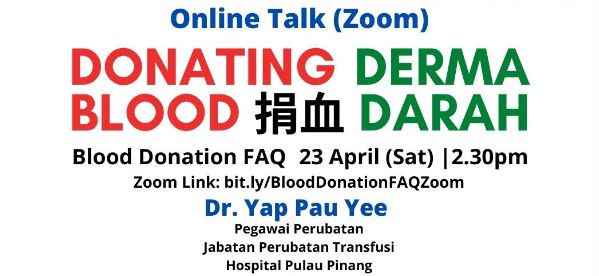 Online Talk (Zoom)
DONATING DERMA
BLOOD 捐血 DARAH
Blood Donation FAQ 23 April (Sat) |2.30pm
Zoom Link: bit.ly/BloodDonationFAQZoom
Dr. Yap Pau Yee
Pegawai Perubatan
Jabatan Perubatan Transfusi
Hospital Pulau Pinang